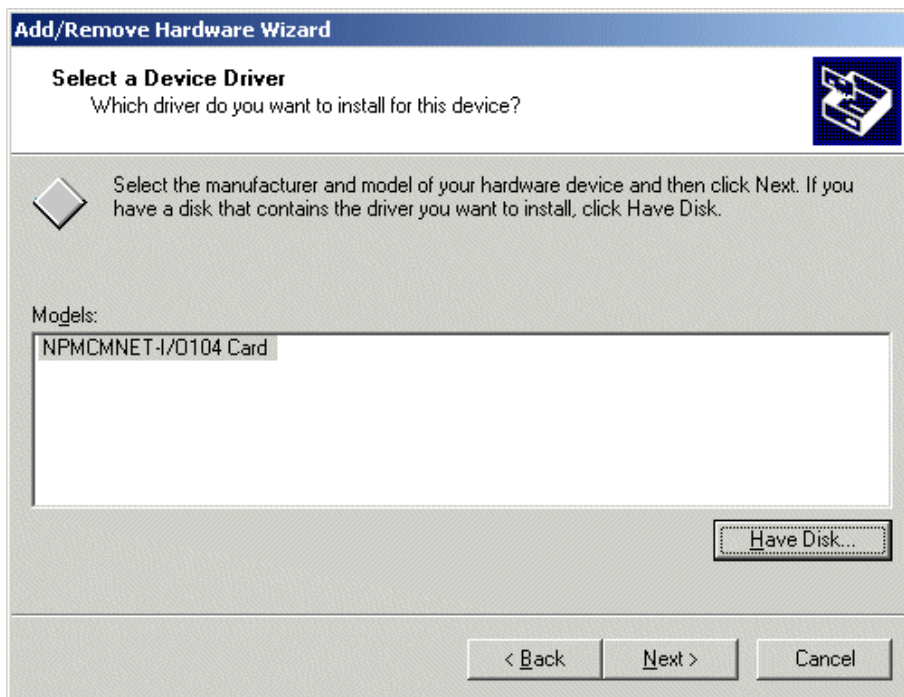 Add/Remove Hardware Wizard
Select a Device Driver
Which driver do you want to install for this device?
Select the manufacturer and model of your hardware device and then click Next. If you
have a disk that contains the driver you want to install, click Have Disk.
Models:
NPMCMNET-I/O104 Card
Have Disk...
< Back
Next >
Cancel